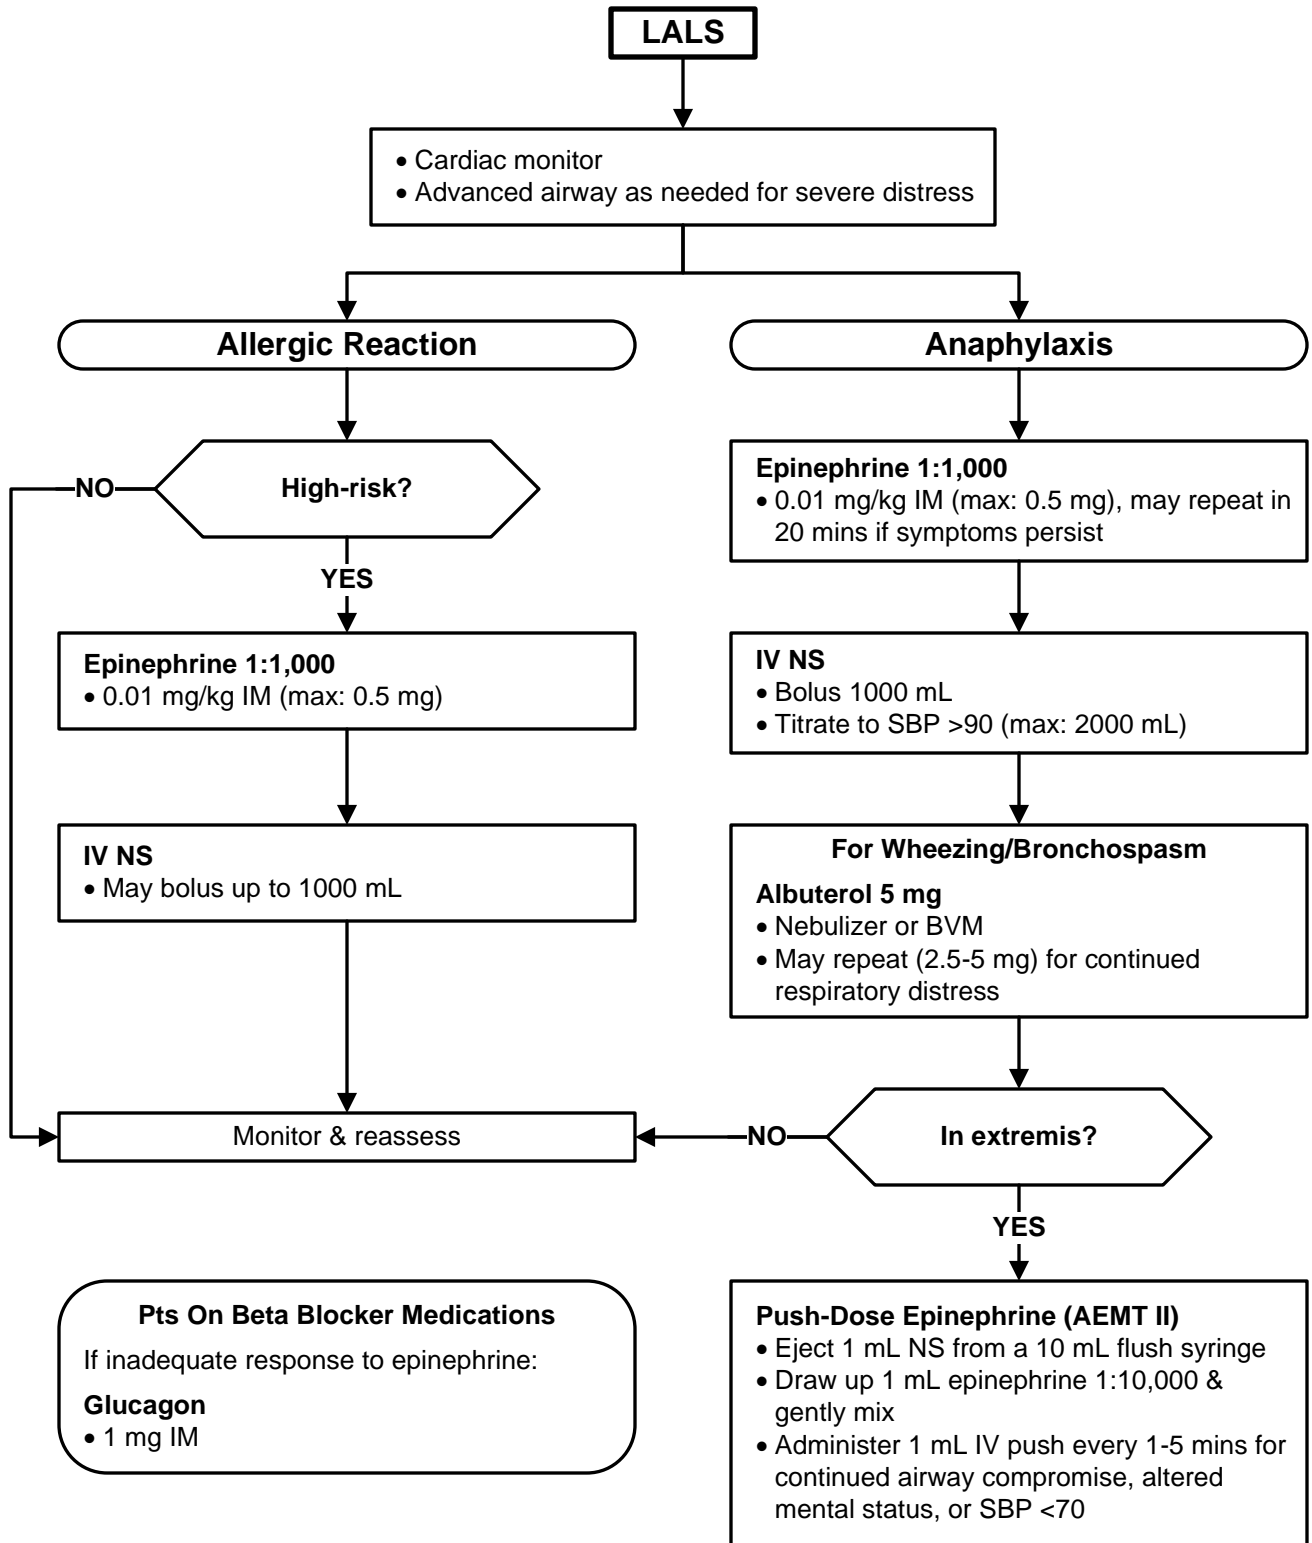 LALS
• Cardiac monitor
• Advanced airway as needed for severe distress
Allergic Reaction
High-risk?
NO
YES
Epinephrine 1:1,000
• 0.01 mg/kg IM (max: 0.5 mg)
IV NS
• May bolus up to 1000 mL
Monitor & reassess
Anaphylaxis
Epinephrine 1:1,000
• 0.01 mg/kg IM (max: 0.5 mg), may repeat in
20 mins if symptoms persist
IV NS
• Bolus 1000 mL
• Titrate to SBP >90 (max: 2000 mL)
For Wheezing/Bronchospasm
Albuterol 5 mg
• Nebulizer or BVM
• May repeat (2.5-5 mg) for continued
respiratory distress
In extremis?
NO
YES
Push-Dose Epinephrine (AEMT II)
• Eject 1 mL NS from a 10 mL flush syringe
• Draw up 1 mL epinephrine 1:10,000 &
gently mix
• Administer 1 mL IV push every 1-5 mins for
continued airway compromise, altered
mental status, or SBP <70
Pts On Beta Blocker Medications
If inadequate response to epinephrine:
Glucagon
• 1 mg IM